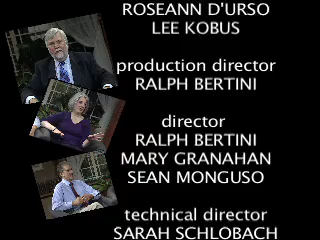 ROSEANN D'URSO
LEE KOBUS
production director
RALPH BERTINI
director
RALPH BERTINI
MARY GRANAHAN
SEAN MONGUSO
technical director
SARAH SCHLOBACH